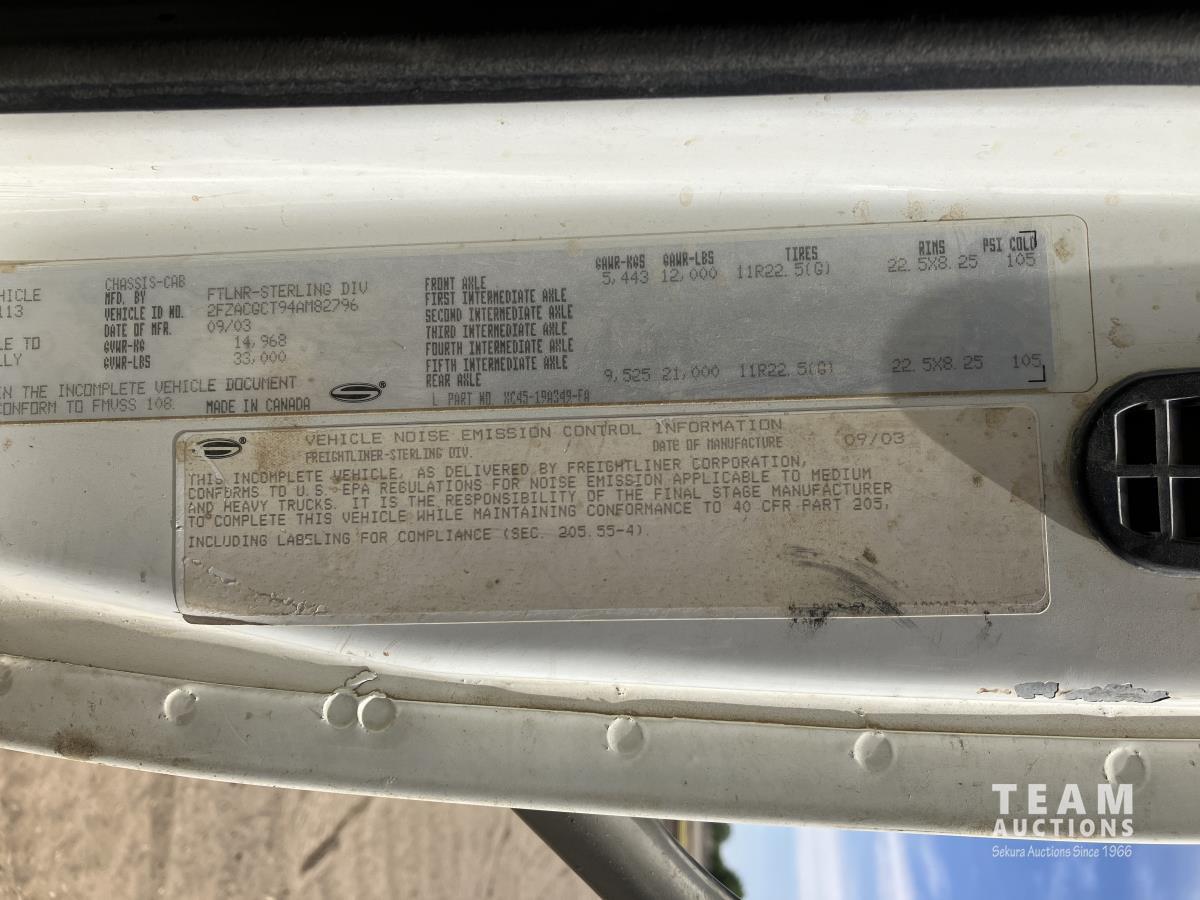 HICLE
113
LE TO
LLY
IN THE INCOMPLETE VEHICLE DOCUMENT
CONFORM TO FMVSS 108. MADE IN CANADA
CHASSIS-CAB
MFD. BY FTLNR-STERLING DIV
VEHICLE ID NO. 2FZACGCT94AM82796
DATE OF MFR. 09/03
GVWR-KG 14,968
GVWR-LBS 33,000
GAWR-KGS GAWR-LBS TIRES RIMS PSI COLD
FRONT AXLE 5,443 12,000 11R22.5(G) 22.5X8.25 105
FIRST INTERMEDIATE AXLE
SECOND INTERMEDIATE AXLE
THIRD INTERMEDIATE AXLE
FOURTH INTERMEDIATE AXLE
FIFTH INTERMEDIATE AXLE
REAR AXLE 9,525 21,000 11R22.5(G) 22.5X8.25 105
L PART NO XC45-19A349-FA
VEHICLE NOISE EMISSION CONTROL INFORMATION
FREIGHTLINER-STERLING DIV. DATE OF MANUFACTURE 09/03
THIS INCOMPLETE VEHICLE, AS DELIVERED BY FREIGHTLINER CORPORATION,
CONFORMS TO U.S. EPA REGULATIONS FOR NOISE EMISSION APPLICABLE TO MEDIUM
AND HEAVY TRUCKS. IT IS THE RESPONSIBILITY OF THE FINAL STAGE MANUFACTURER
TO COMPLETE THIS VEHICLE WHILE MAINTAINING CONFORMANCE TO 40 CFR PART 205,
INCLUDING LABELING FOR COMPLIANCE (SEC. 205.55-4).
TEAM
AUCTIONS
Sekura Auctions Since 1966